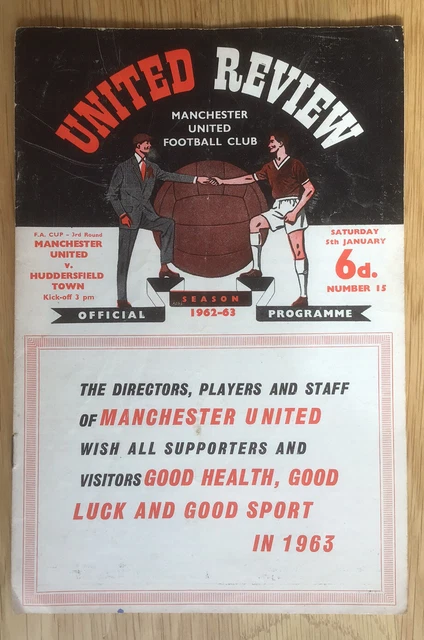 UNITED REVIEW
MANCHESTER
UNITED
FOOTBALL CLUB
F.A. CUP - 3rd Round
MANCHESTER
UNITED
v.
HUDDERSFIELD
TOWN
Kick-off 3 pm
SATURDAY
5th JANUARY
6d.
NUMBER 15
SEASON
1962-63
OFFICIAL PROGRAMME
THE DIRECTORS, PLAYERS AND STAFF
OF MANCHESTER UNITED
WISH ALL SUPPORTERS AND
VISITORS GOOD HEALTH, GOOD
LUCK AND GOOD SPORT
IN 1963